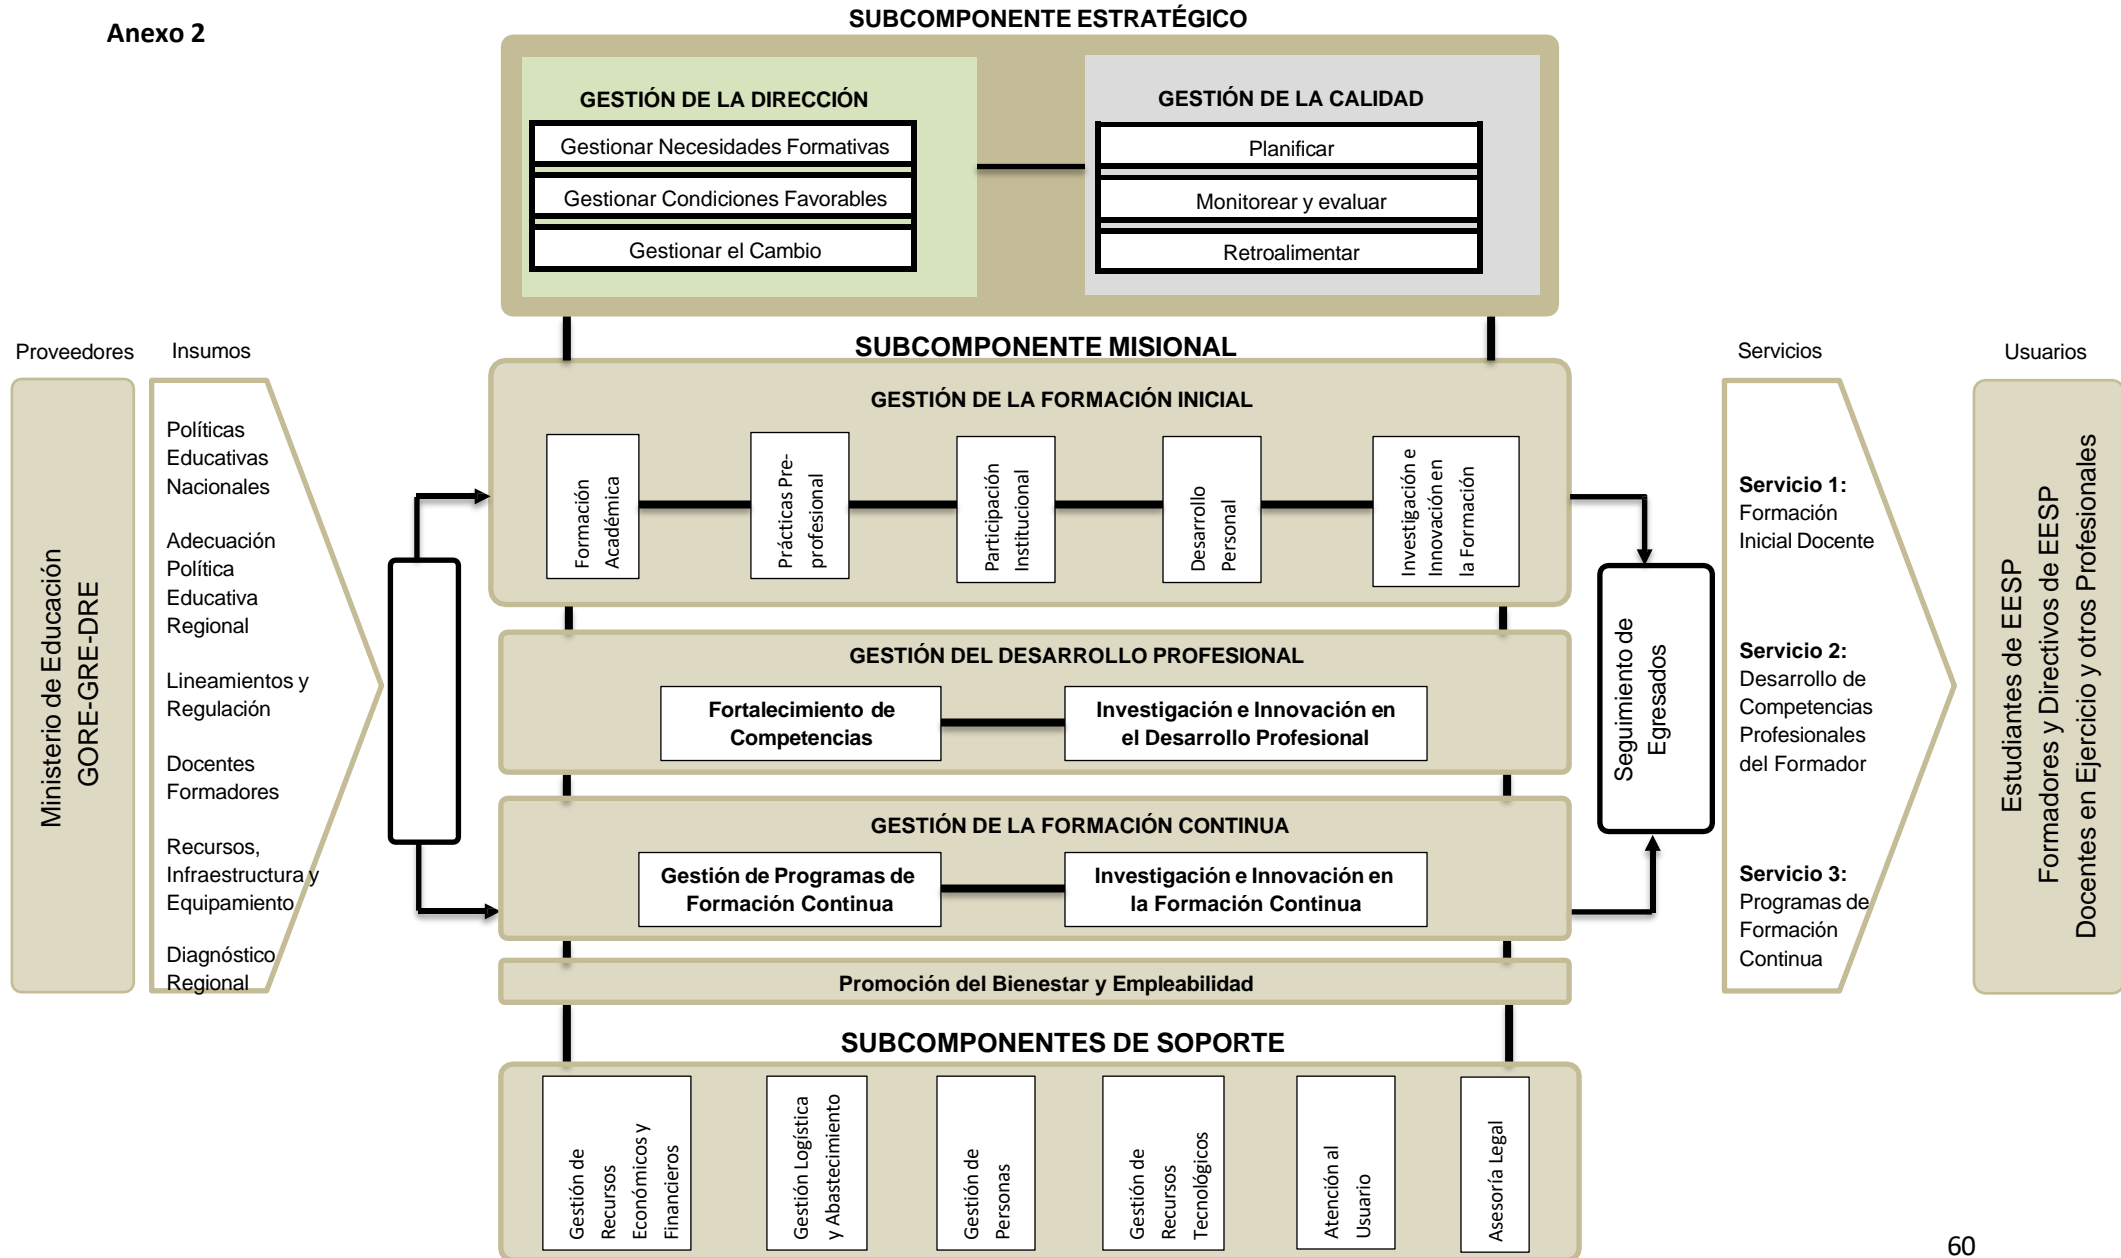 Anexo 2
SUBCOMPONENTE ESTRATÉGICO
GESTIÓN DE LA DIRECCIÓN
Gestionar Necesidades Formativas
Gestionar Condiciones Favorables
Gestionar el Cambio
GESTIÓN DE LA CALIDAD
Planificar
Monitorear y evaluar
Retroalimentar
Proveedores
Ministerio de Educación
GORE-GRE-DRE
Insumos
Políticas
Educativas
Nacionales
Adecuación
Política
Educativa
Regional
Lineamientos y
Regulación
Docentes
Formadores
Recursos,
Infraestructura y
Equipamiento
Diagnóstico
Regional
SUBCOMPONENTE MISIONAL
GESTIÓN DE LA FORMACIÓN INICIAL
Formación
Académica
Prácticas Pre-
profesional
Participación
Institucional
Desarrollo
Personal
Investigación e
Innovación en
la Formación
GESTIÓN DEL DESARROLLO PROFESIONAL
Fortalecimiento de
Competencias
Investigación e Innovación en
el Desarrollo Profesional
GESTIÓN DE LA FORMACIÓN CONTINUA
Gestión de Programas de
Formación Continua
Investigación e Innovación en
la Formación Continua
Promoción del Bienestar y Empleabilidad
SUBCOMPONENTES DE SOPORTE
Gestión de
Recursos
Económicos y
Financieros
Gestión Logística
y Abastecimiento
Gestión de
Personas
Gestión de
Recursos
Tecnológicos
Atención al
Usuario
Asesoría Legal
Seguimiento de
Egresados
Servicios
Servicio 1:
Formación
Inicial Docente
Servicio 2:
Desarrollo de
Competencias
Profesionales
del Formador
Servicio 3:
Programas de
Formación
Continua
Usuarios
Estudiantes de EESP
Formadores y Directivos de EESP
Docentes en Ejercicio y otros Profesionales
60